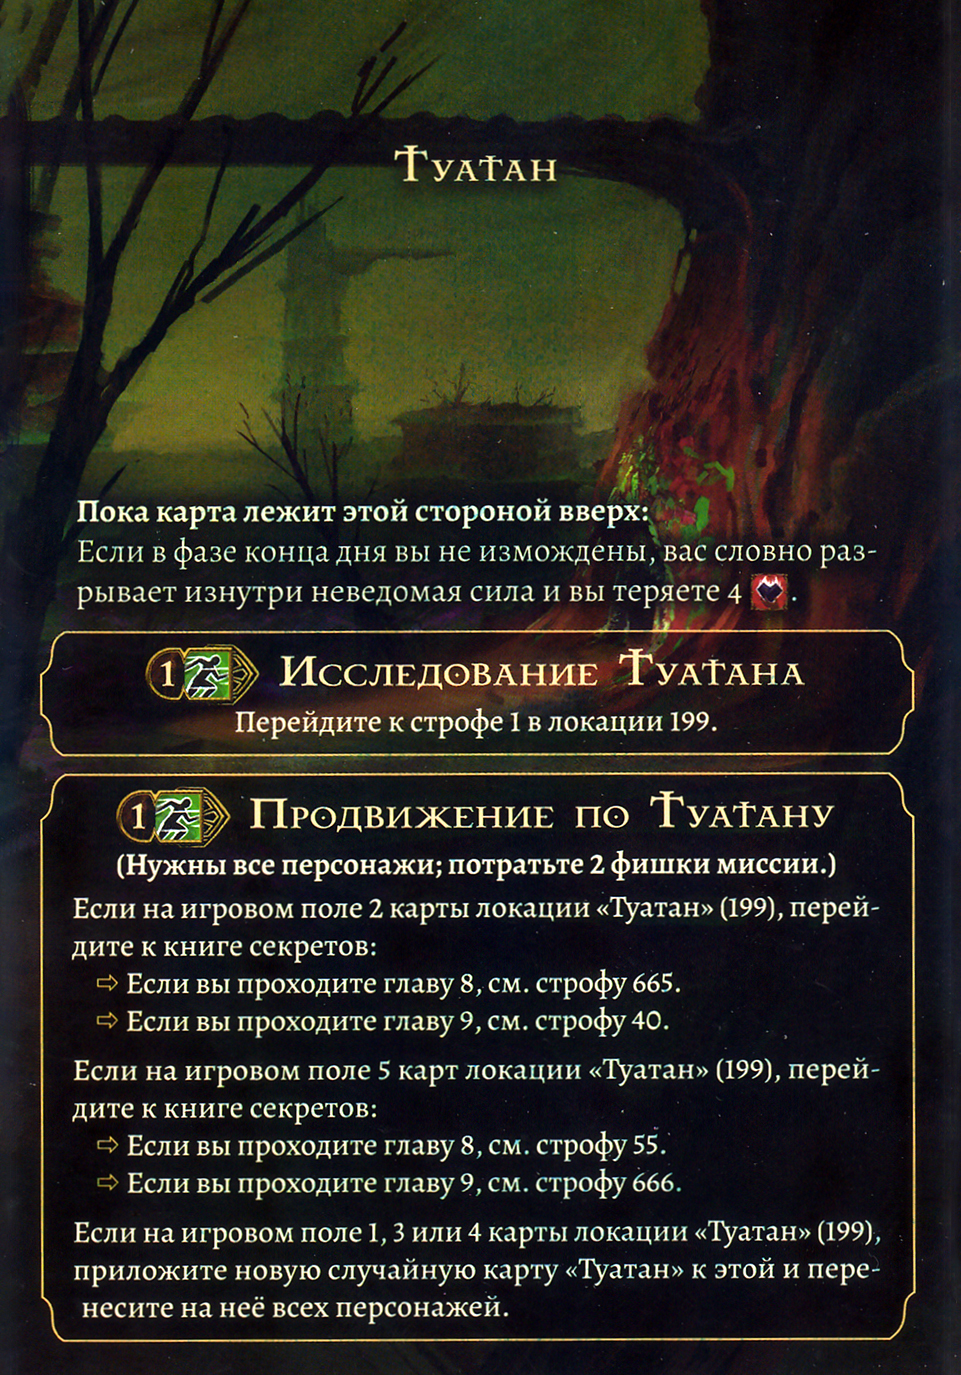 Туатан
Пока карта лежит этой стороной вверх:
Если в фазе конца дня вы не измождены, вас словно раз-
рывает изнутри неведомая сила и вы теряете 4 .
1 Исследование Туатана
Перейдите к строфе 1 в локации 199.
1 Продвижение по Туатану
(Нужны все персонажи; потратьте 2 фишки миссии.)
Если на игровом поле 2 карты локации «Туатан» (199), перей-
дите к книге секретов:
⇨ Если вы проходите главу 8, см. строфу 665.
⇨ Если вы проходите главу 9, см. строфу 40.
Если на игровом поле 5 карт локации «Туатан» (199), перей-
дите к книге секретов:
⇨ Если вы проходите главу 8, см. строфу 55.
⇨ Если вы проходите главу 9, см. строфу 666.
Если на игровом поле 1, 3 или 4 карты локации «Туатан» (199),
приложите новую случайную карту «Туатан» к этой и пере-
несите на неё всех персонажей.